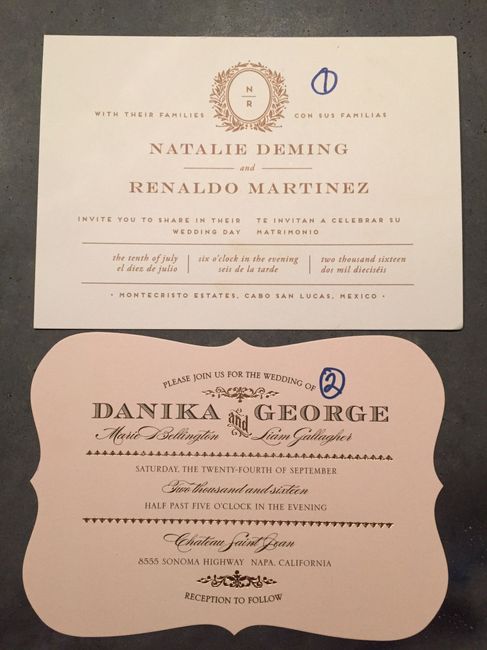 1
N
R
WITH THEIR FAMILIES CON SUS FAMILIAS
NATALIE DEMING
and
RENALDO MARTINEZ
INVITE YOU TO SHARE IN THEIR TE INVITAN A CELEBRAR SU
WEDDING DAY MATRIMONIO
the tenth of july six o'clock in the evening two thousand sixteen
el diez de julio seis de la tarde dos mil dieciséis
• MONTECRISTO ESTATES, CABO SAN LUCAS, MEXICO •
2
PLEASE JOIN US FOR THE WEDDING OF
DANIKA and GEORGE
Marie Bellington Liam Gallagher
SATURDAY, THE TWENTY-FOURTH OF SEPTEMBER
Two thousand and sixteen
HALF PAST FIVE O'CLOCK IN THE EVENING
Château Saint Jean
8555 SONOMA HIGHWAY NAPA, CALIFORNIA
RECEPTION TO FOLLOW